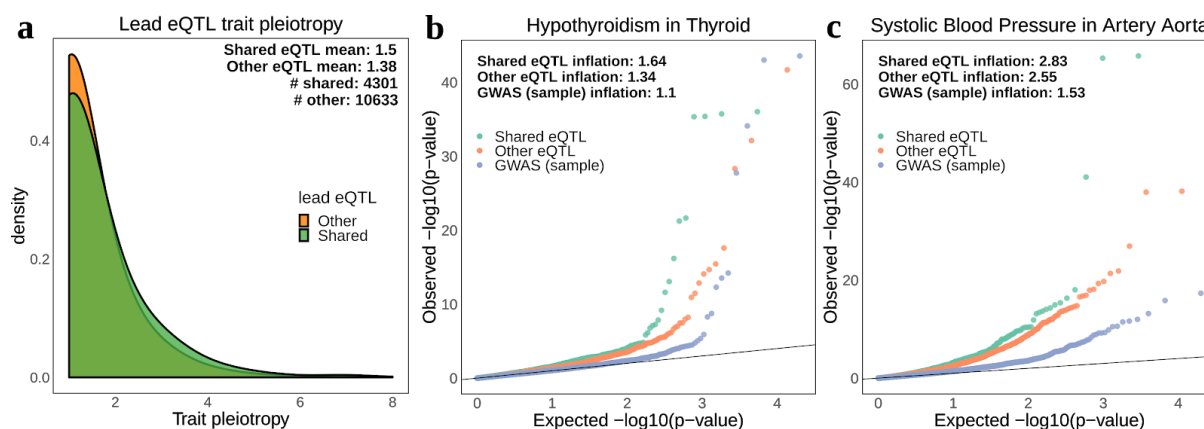 a
Lead eQTL trait pleiotropy
Shared eQTL mean: 1.5
Other eQTL mean: 1.38
# shared: 4301
# other: 10633
lead eQTL
Other
Shared
density
0.4
0.2
0.0
2
4
6
8
Trait pleiotropy
b
Hypothyroidism in Thyroid
Shared eQTL inflation: 1.64
Other eQTL inflation: 1.34
GWAS (sample) inflation: 1.1
Shared eQTL
Other eQTL
GWAS (sample)
Observed −log10(p−value)
40
30
20
10
0
0
1
2
3
4
Expected −log10(p−value)
c
Systolic Blood Pressure in Artery Aorta
Shared eQTL inflation: 2.83
Other eQTL inflation: 2.55
GWAS (sample) inflation: 1.53
Shared eQTL
Other eQTL
GWAS (sample)
Observed −log10(p−value)
60
40
20
0
0
1
2
3
4
Expected −log10(p−value)